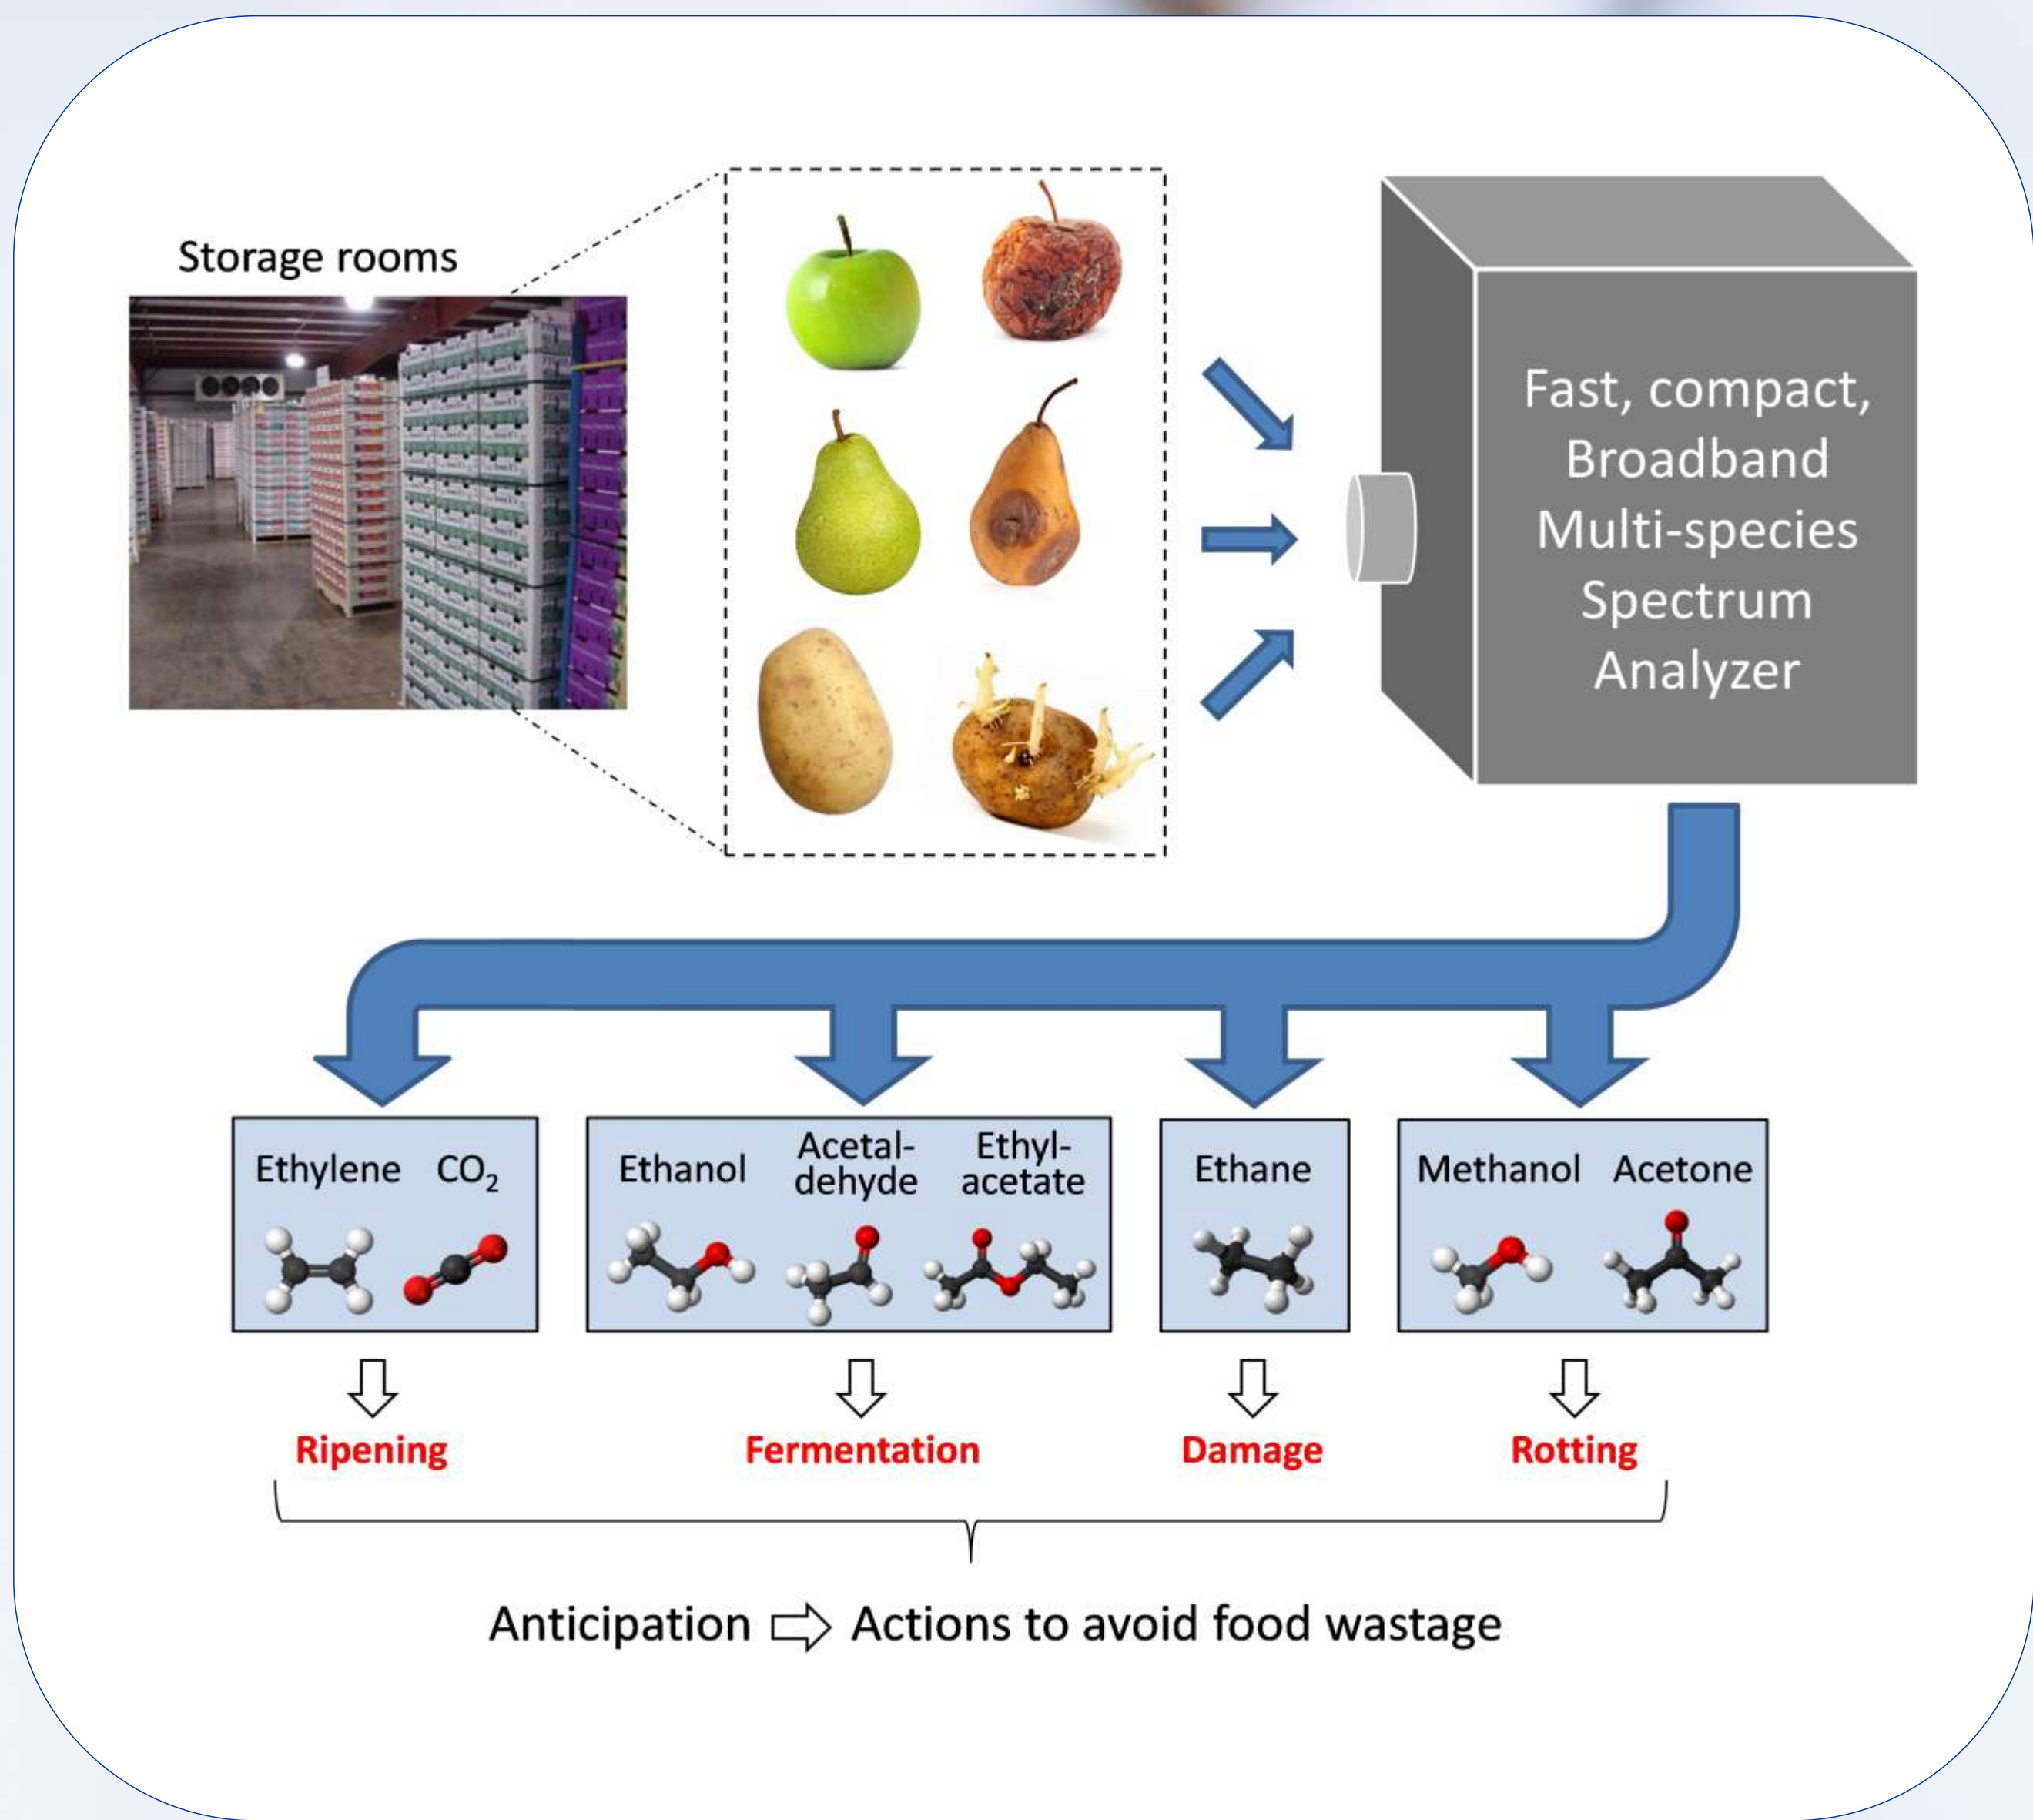 Storage rooms
Fast, compact,
Broadband
Multi-species
Spectrum
Analyzer
Ethylene CO₂
Ethanol
Acetal-
dehyde
Ethyl-
acetate
Ethane
Methanol Acetone
Ripening
Fermentation
Damage
Rotting
Anticipation ⇨ Actions to avoid food wastage